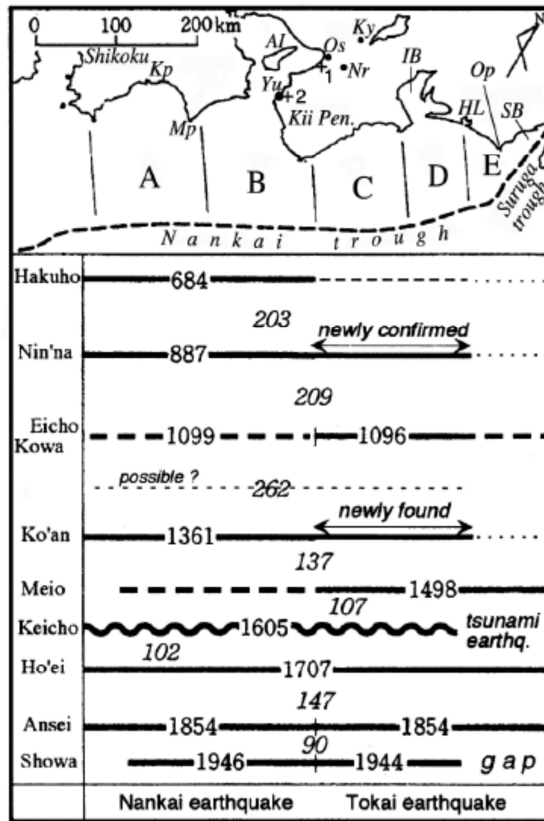 0 100 200 km
Ky
N
Shikoku
AI
Os
IB
Kp
1
Nr
Op
Yu
2
HL
SB
Mp
Kii Pen.
A B C D E
Nankai trough
Suruga trough
Hakuho 684
203
newly confirmed
Nin'na 887
209
Eicho
Kowa 1099 1096
possible ?
262
newly found
Ko'an 1361
137
Meio 1498
107
Keicho 1605 tsunami
earthq.
102
Ho'ei 1707
147
Ansei 1854 1854
90
Showa 1946 1944 gap
Nankai earthquake Tokai earthquake